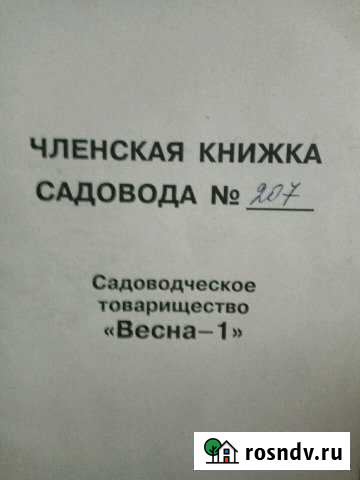 ЧЛЕНСКАЯ КНИЖКА
САДОВОДА № 207
Садоводческое
товарищество
«Весна–1»
rosndv.ru